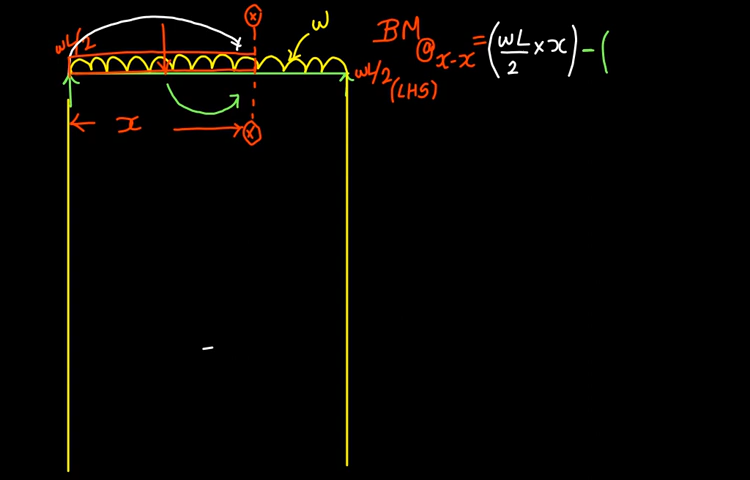 wL/2
x
w
BM@x-x = (wL/2 × x) - (
wL/2 (LHS)
x
x